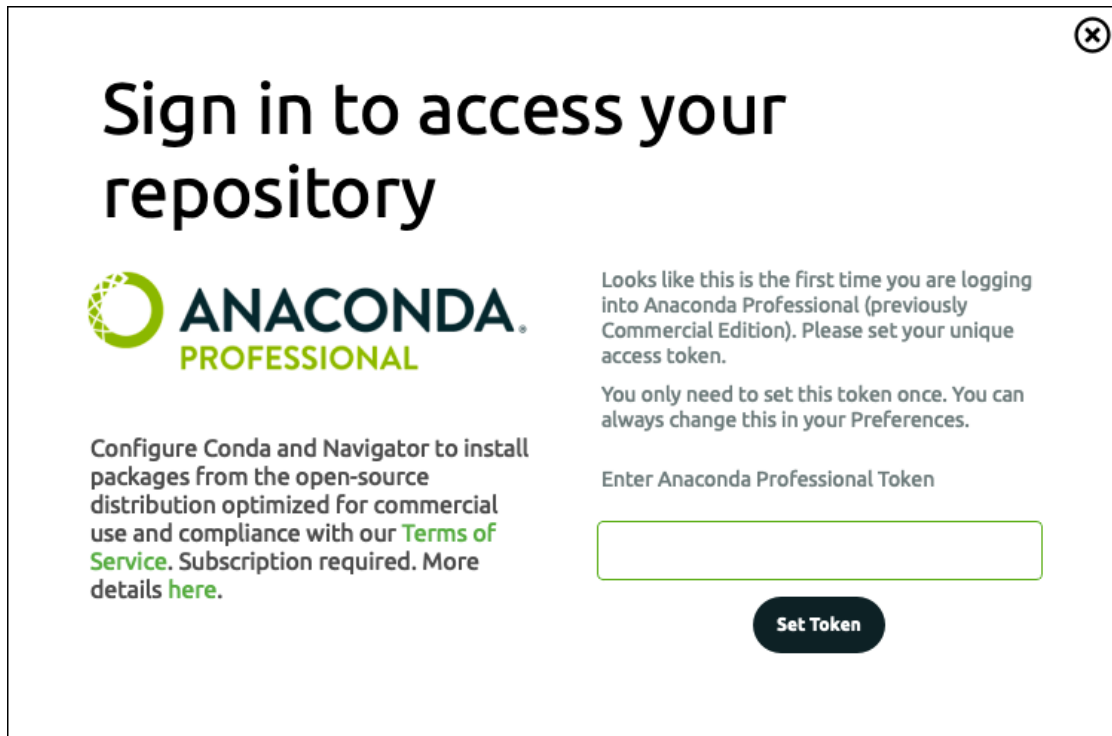 Sign in to access your
repository
ANACONDA.
PROFESSIONAL
Configure Conda and Navigator to install
packages from the open-source
distribution optimized for commercial
use and compliance with our Terms of
Service. Subscription required. More
details here.
Looks like this is the first time you are logging
into Anaconda Professional (previously
Commercial Edition). Please set your unique
access token.
You only need to set this token once. You can
always change this in your Preferences.
Enter Anaconda Professional Token
Set Token